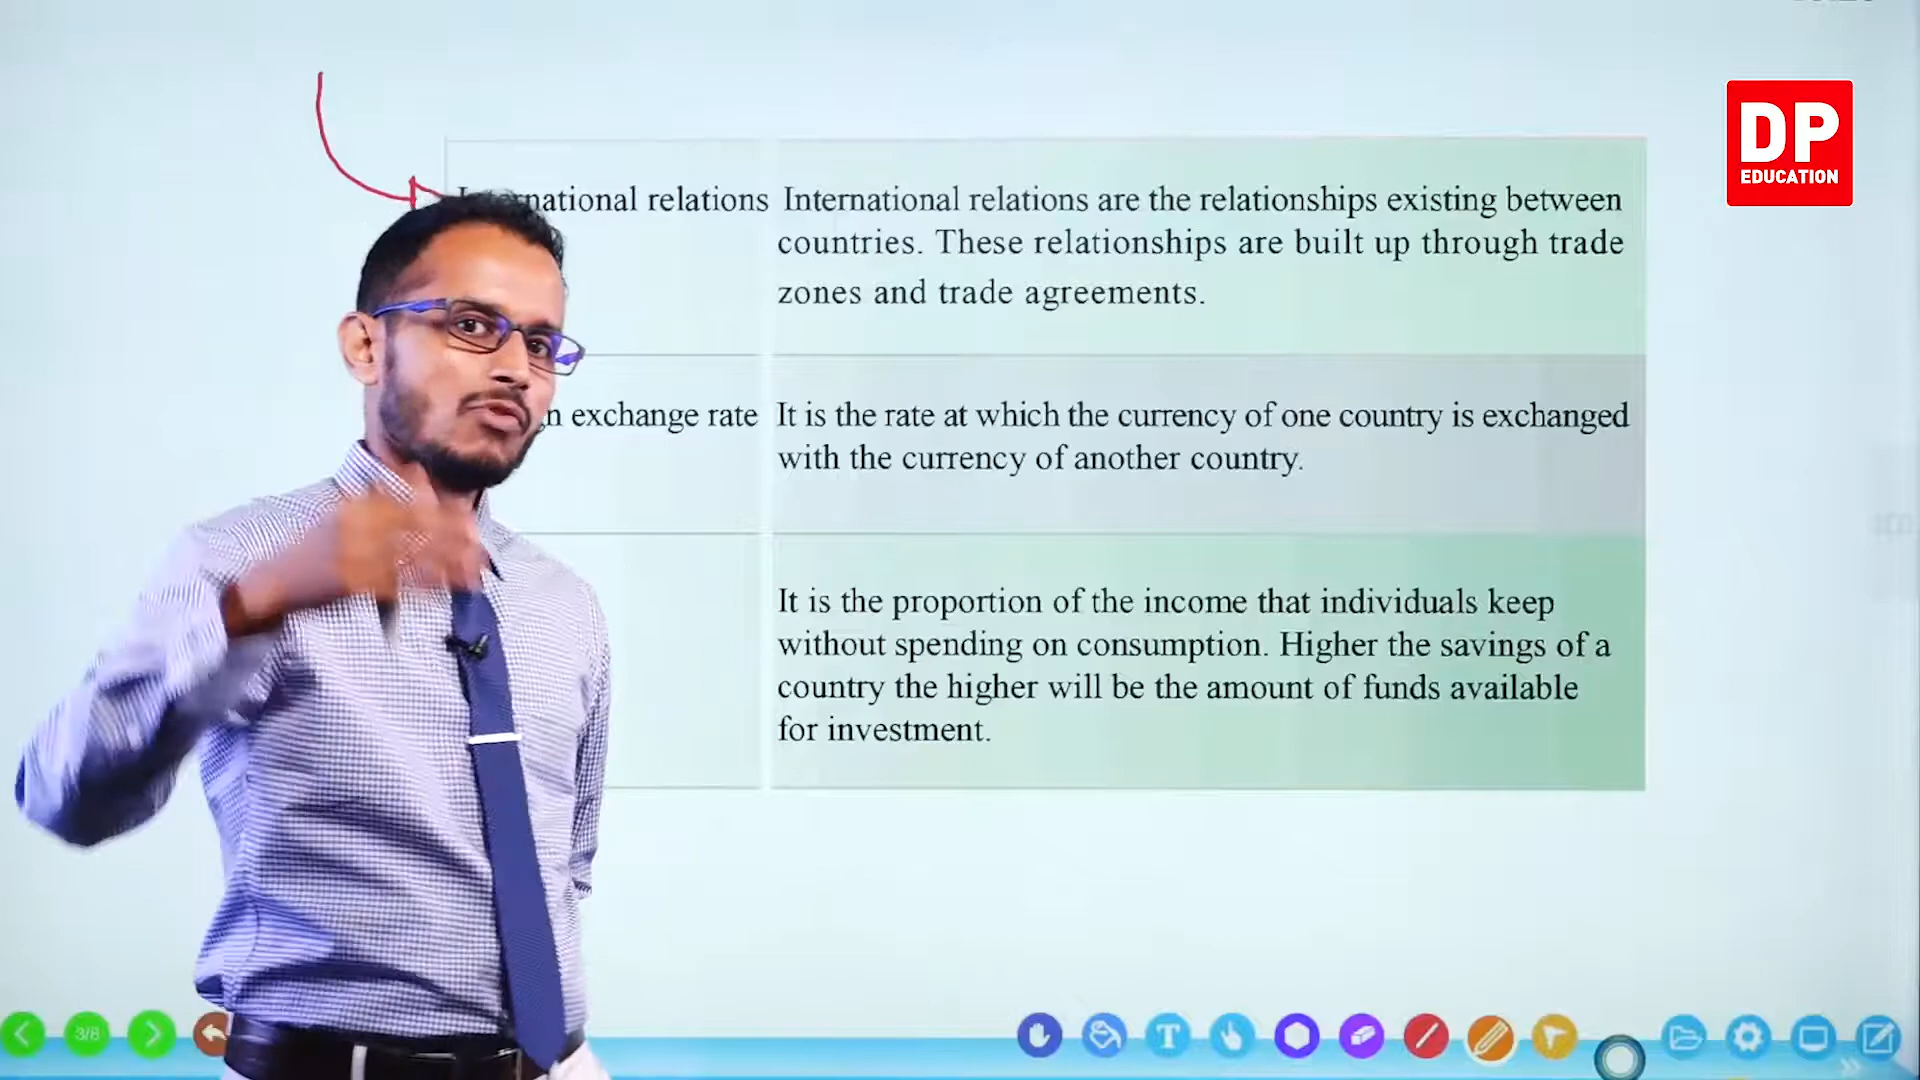 DP
EDUCATION
International relations
International relations are the relationships existing between
countries. These relationships are built up through trade
zones and trade agreements.
exchange rate
It is the rate at which the currency of one country is exchanged
with the currency of another country.
It is the proportion of the income that individuals keep
without spending on consumption. Higher the savings of a
country the higher will be the amount of funds available
for investment.
3/8